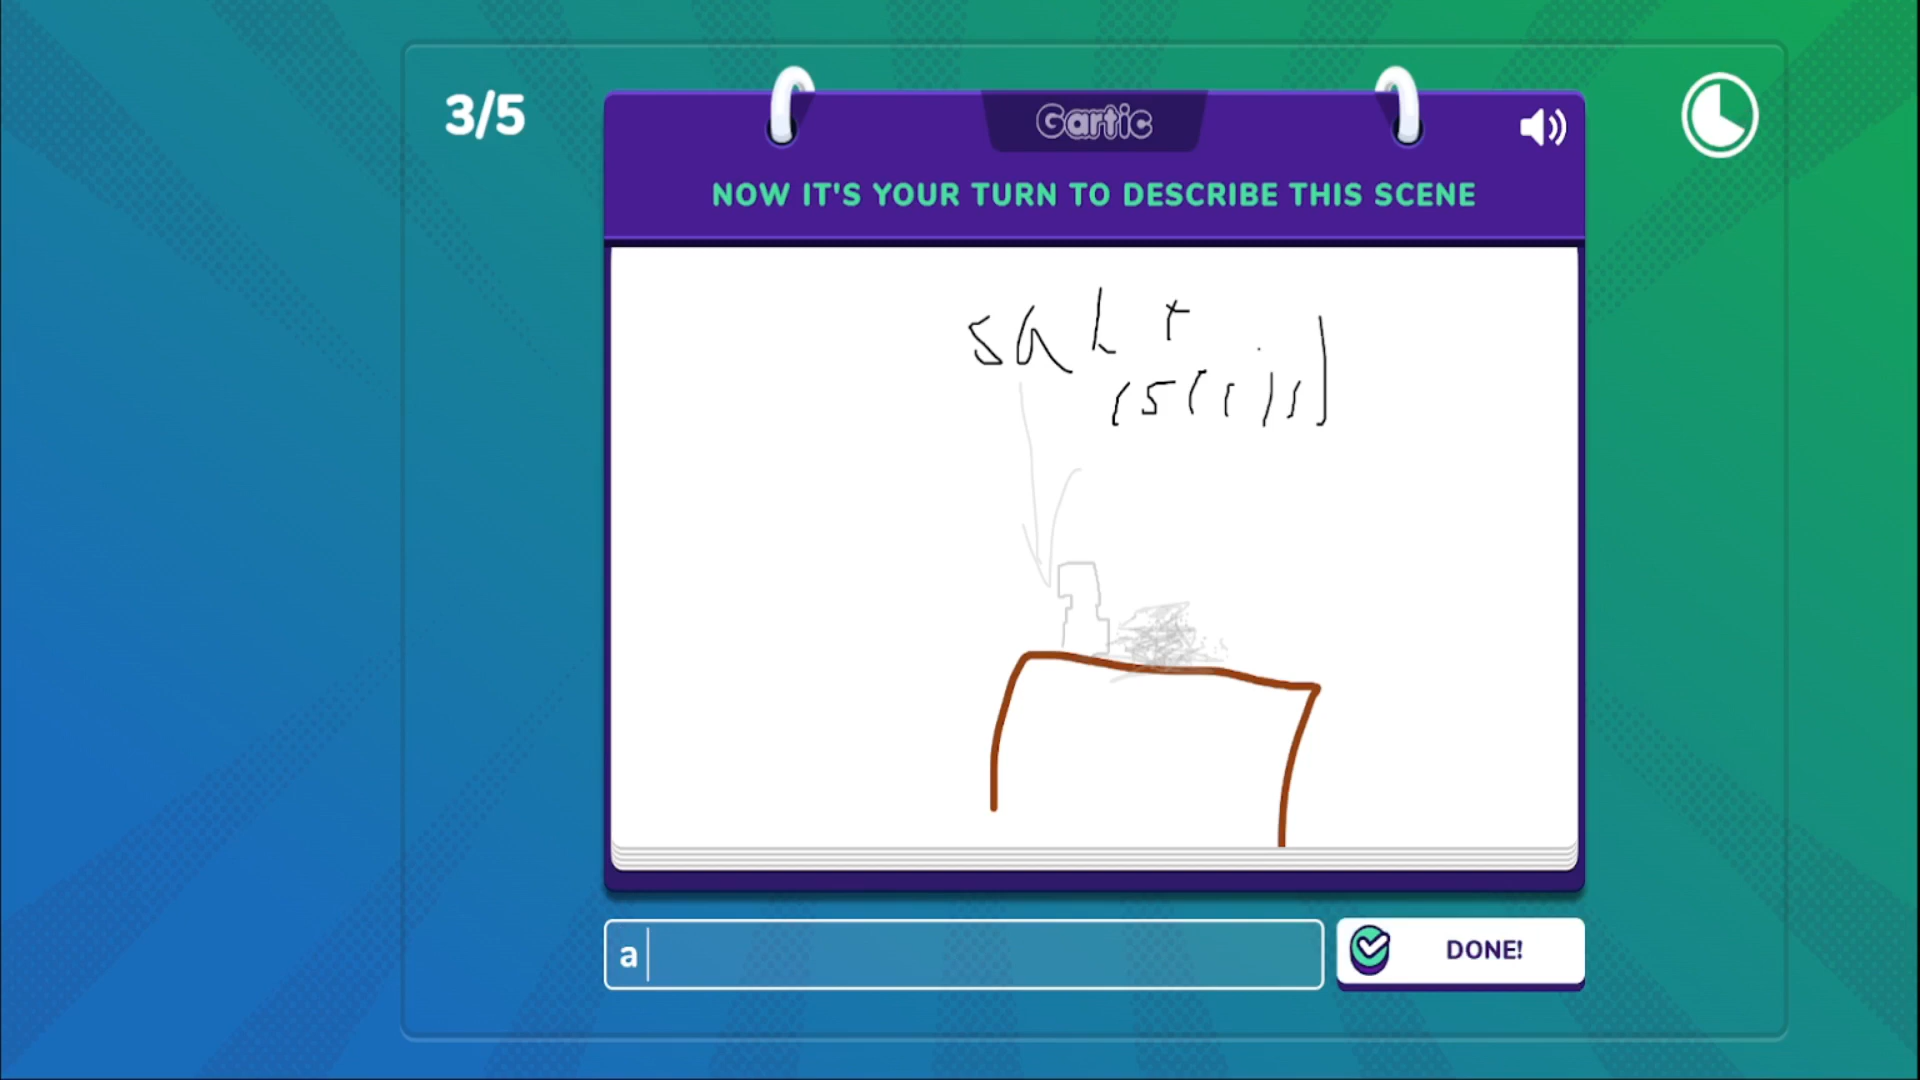 3/5
Gartic
NOW IT'S YOUR TURN TO DESCRIBE THIS SCENE
salt
a
DONE!